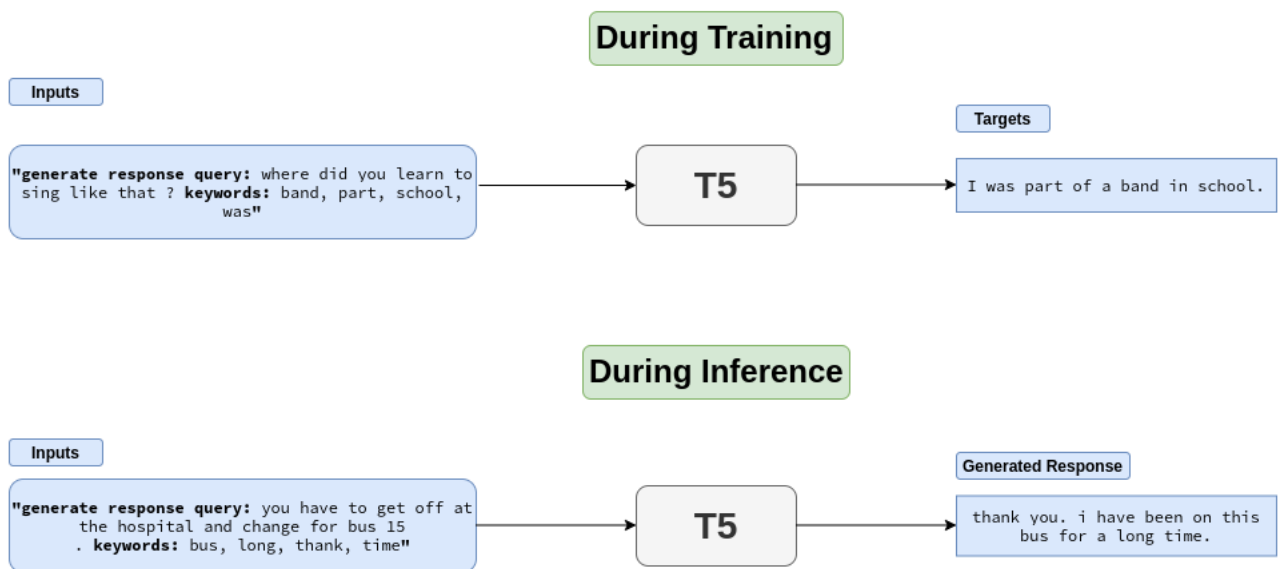 During Training
Inputs
Targets
"generate response query: where did you learn to
sing like that ? keywords: band, part, school,
was"
T5
I was part of a band in school.
During Inference
Inputs
Generated Response
"generate response query: you have to get off at
the hospital and change for bus 15
. keywords: bus, long, thank, time"
T5
thank you. i have been on this
bus for a long time.